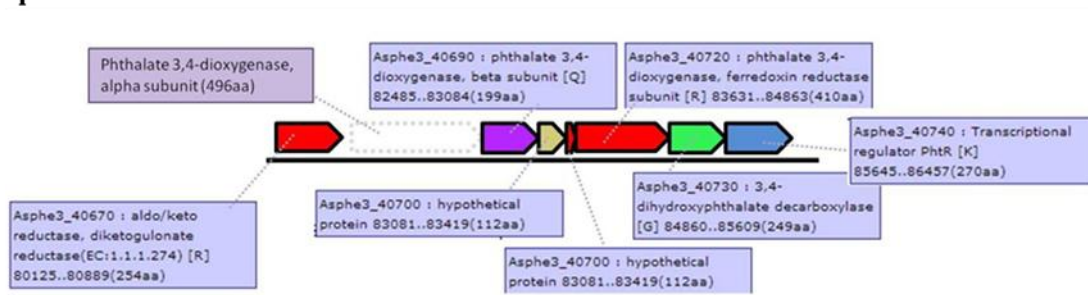 Phthalate 3,4-dioxygenase,
alpha subunit (496aa)
Asphe3_40690 : phthalate 3,4-
dioxygenase, beta subunit [Q]
82485..83084(199aa)
Asphe3_40720 : phthalate 3,4-
dioxygenase, ferredoxin reductase
subunit [R] 83631..84863(410aa)
Asphe3_40740 : Transcriptional
regulator PhtR [K]
85645..86457(270aa)
Asphe3_40670 : aldo/keto
reductase, diketogulonate
reductase(EC:1.1.1.274) [R]
80125..80889(254aa)
Asphe3_40700 : hypothetical
protein 83081..83419(112aa)
Asphe3_40730 : 3,4-
dihydroxyphthalate decarboxylase
[G] 84860..85609(249aa)
Asphe3_40700 : hypothetical
protein 83081..83419(112aa)